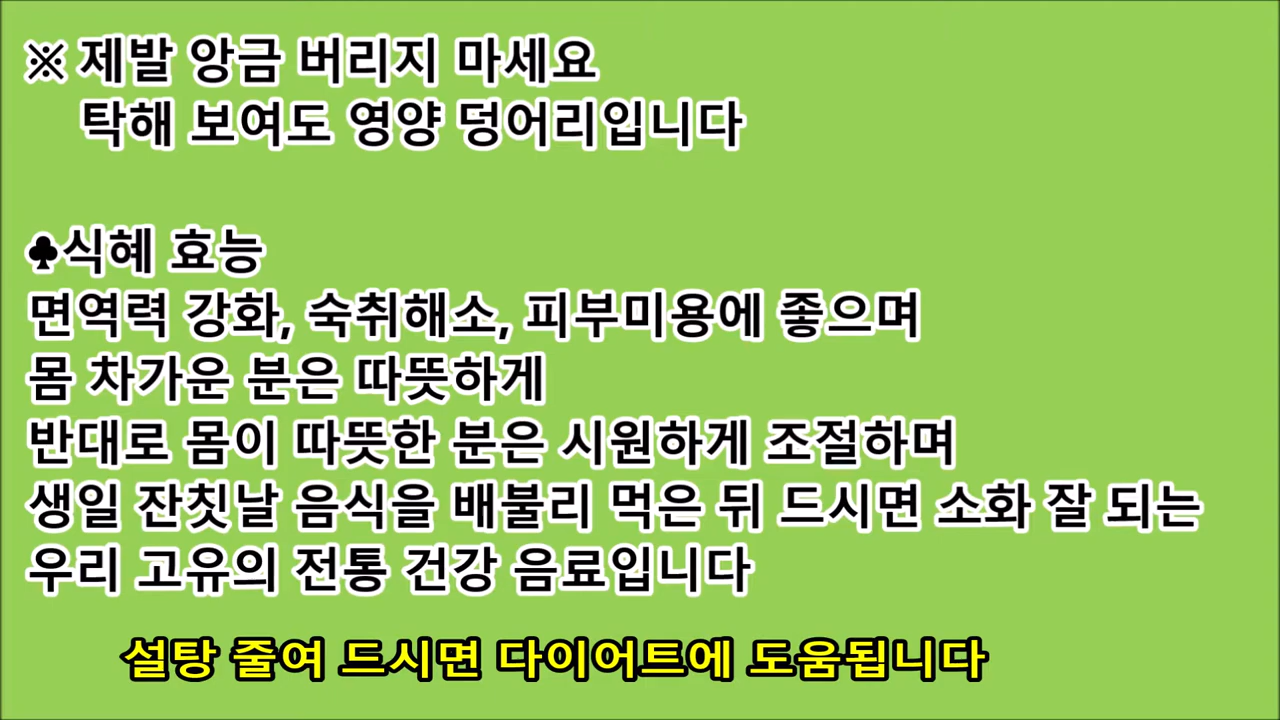 ※ 제발 앙금 버리지 마세요
탁해 보여도 영양 덩어리입니다
♣식혜 효능
면역력 강화, 숙취해소, 피부미용에 좋으며
몸 차가운 분은 따뜻하게
반대로 몸이 따뜻한 분은 시원하게 조절하며
생일 잔칫날 음식을 배불리 먹은 뒤 드시면 소화 잘 되는
우리 고유의 전통 건강 음료입니다
설탕 줄여 드시면 다이어트에 도움됩니다